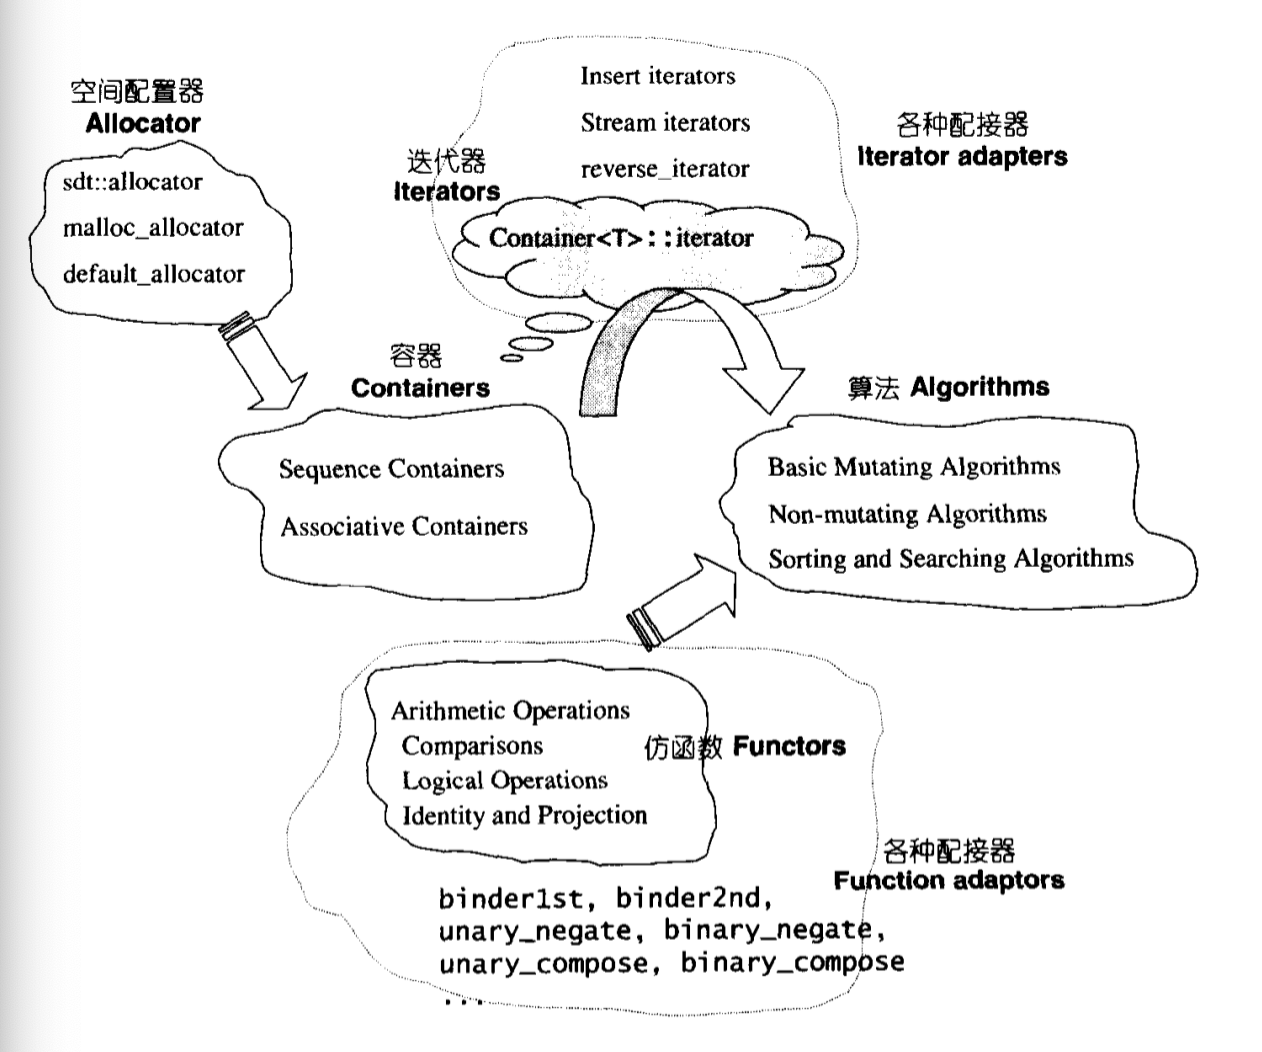 空间配置器
Allocator
sdt::allocator
malloc_allocator
default_allocator
Insert iterators
Stream iterators
reverse_iterator
各种配接器
Iterator adapters
迭代器
Iterators
Container<T>::iterator
容器
Containers
Sequence Containers
Associative Containers
算法 Algorithms
Basic Mutating Algorithms
Non-mutating Algorithms
Sorting and Searching Algorithms
Arithmetic Operations
Comparisons
Logical Operations
Identity and Projection
仿函数 Functors
各种配接器
Function adaptors
binder1st, binder2nd,
unary_negate, binary_negate,
unary_compose, binary_compose
...